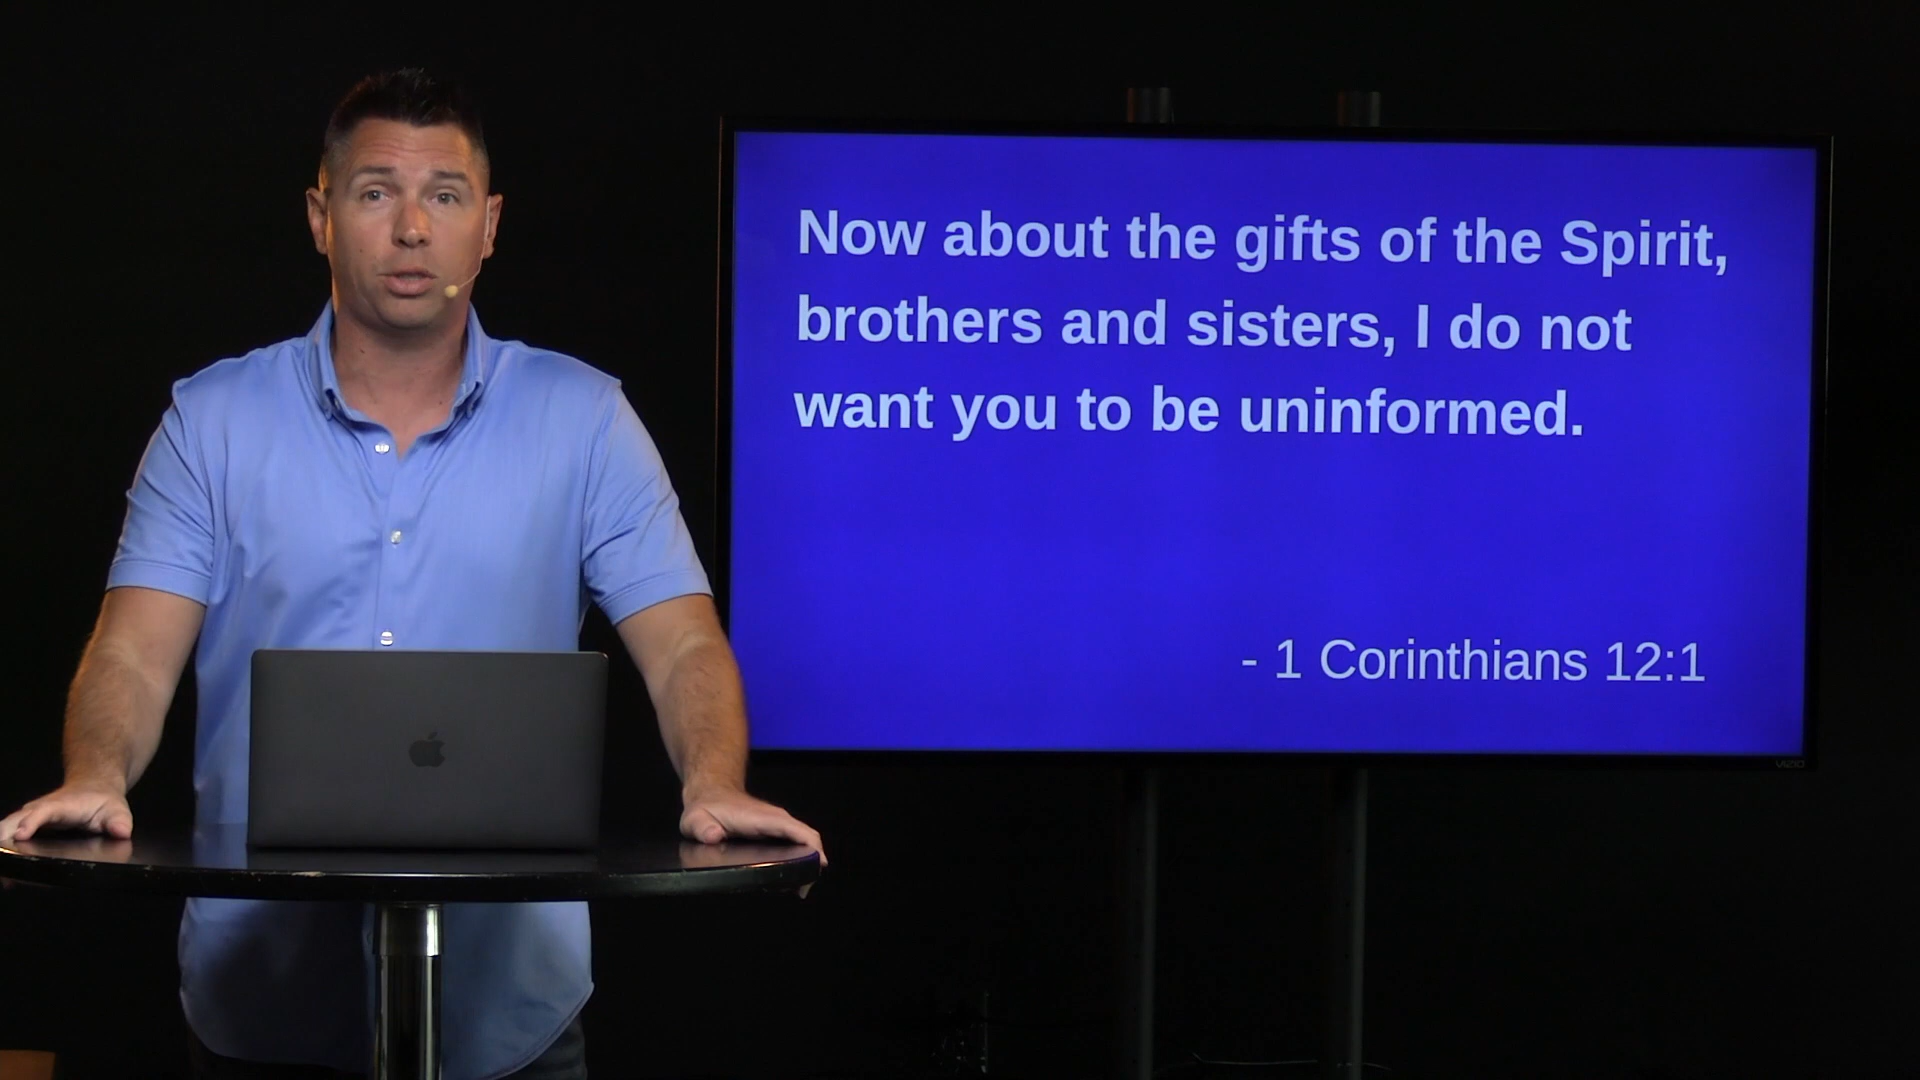 Now about the gifts of the Spirit,
brothers and sisters, I do not
want you to be uninformed.
- 1 Corinthians 12:1
VIZIO